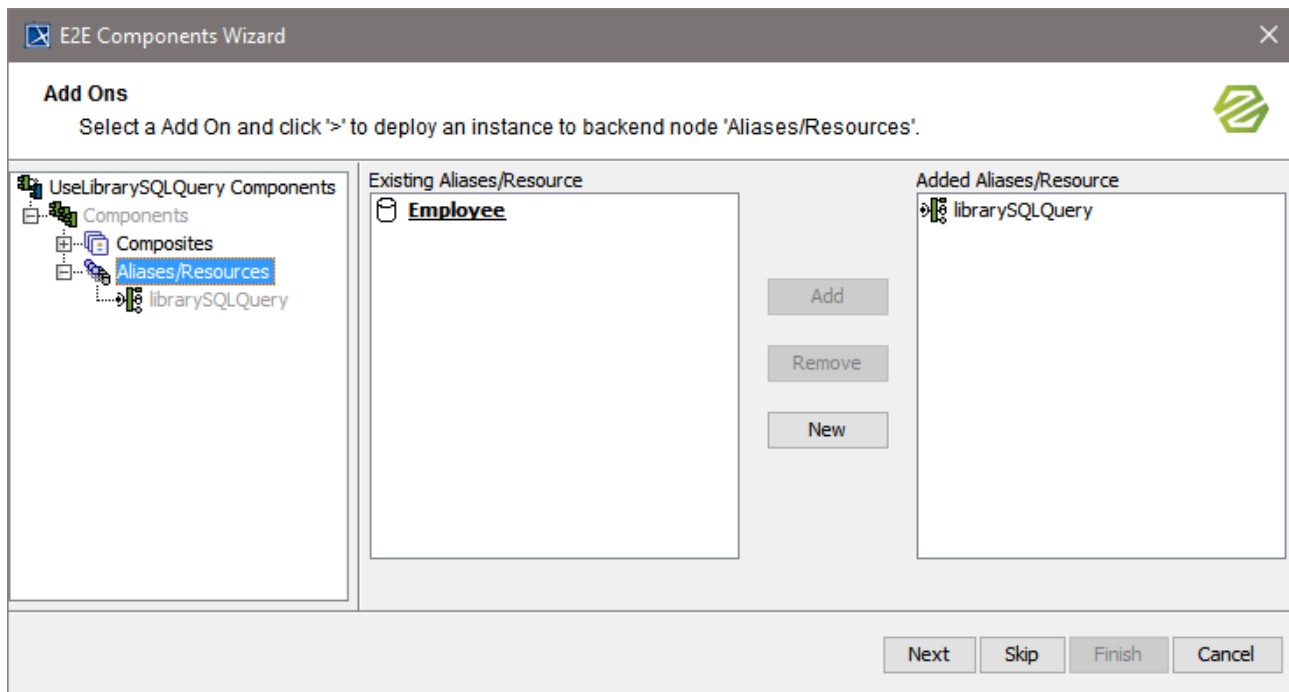 E2E Components Wizard
Add Ons
Select a Add On and click '>' to deploy an instance to backend node 'Aliases/Resources'.
UseLibrarySQLQuery Components
Components
Composites
Aliases/Resources
librarySQLQuery
Existing Aliases/Resource
Employee
Add
Remove
New
Added Aliases/Resource
librarySQLQuery
Next
Skip
Finish
Cancel